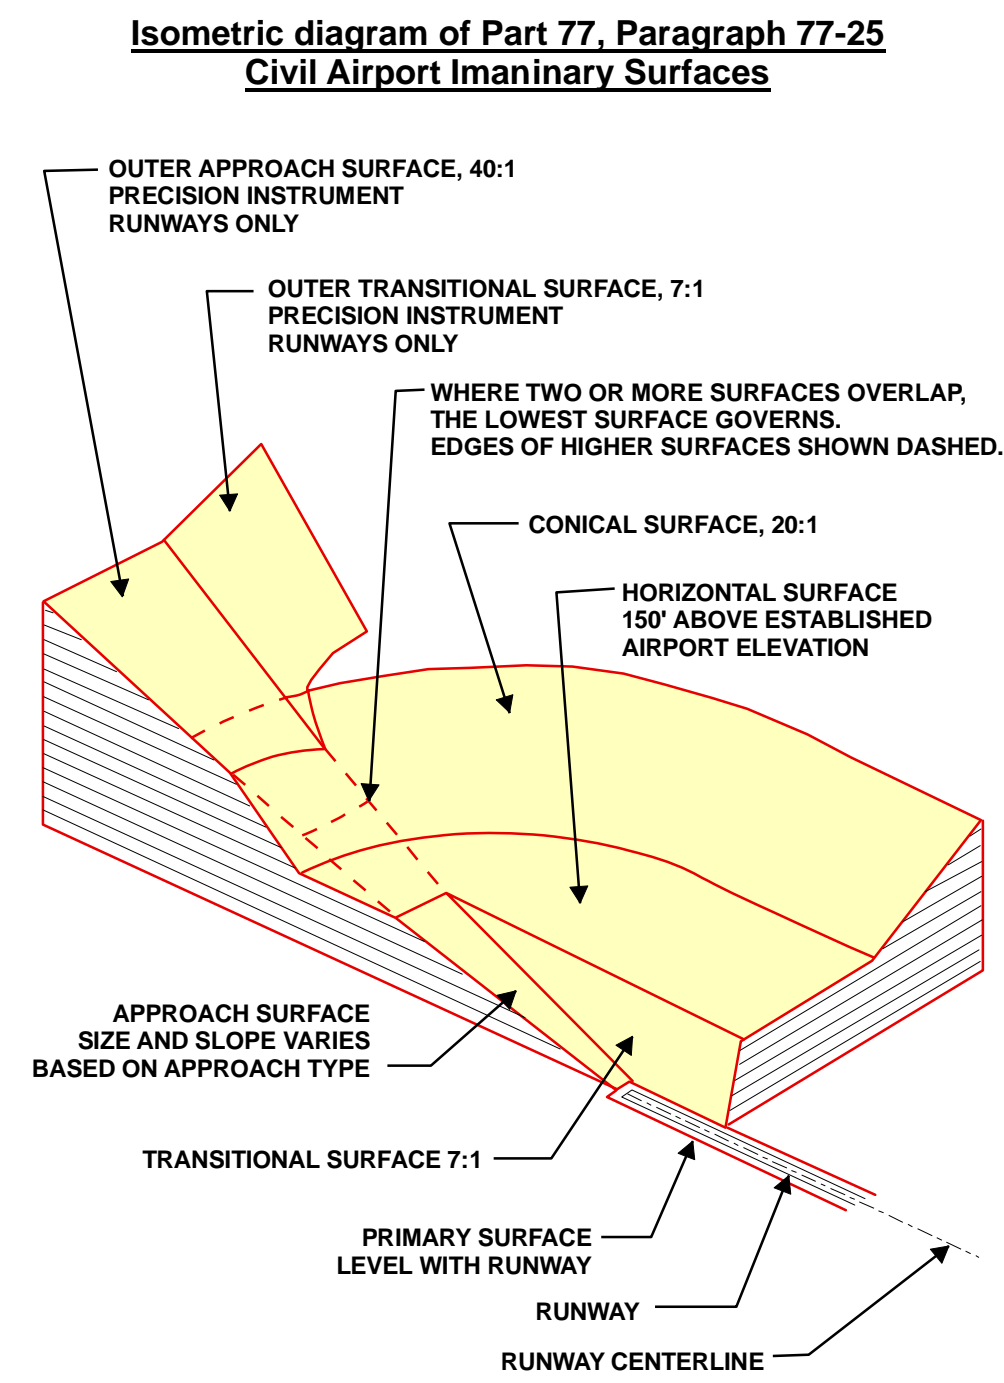 Isometric diagram of Part 77, Paragraph 77-25
Civil Airport Imaninary Surfaces
OUTER APPROACH SURFACE, 40:1
PRECISION INSTRUMENT
RUNWAYS ONLY
OUTER TRANSITIONAL SURFACE, 7:1
PRECISION INSTRUMENT
RUNWAYS ONLY
WHERE TWO OR MORE SURFACES OVERLAP,
THE LOWEST SURFACE GOVERNS.
EDGES OF HIGHER SURFACES SHOWN DASHED.
CONICAL SURFACE, 20:1
HORIZONTAL SURFACE
150' ABOVE ESTABLISHED
AIRPORT ELEVATION
APPROACH SURFACE
SIZE AND SLOPE VARIES
BASED ON APPROACH TYPE
TRANSITIONAL SURFACE 7:1
PRIMARY SURFACE
LEVEL WITH RUNWAY
RUNWAY
RUNWAY CENTERLINE